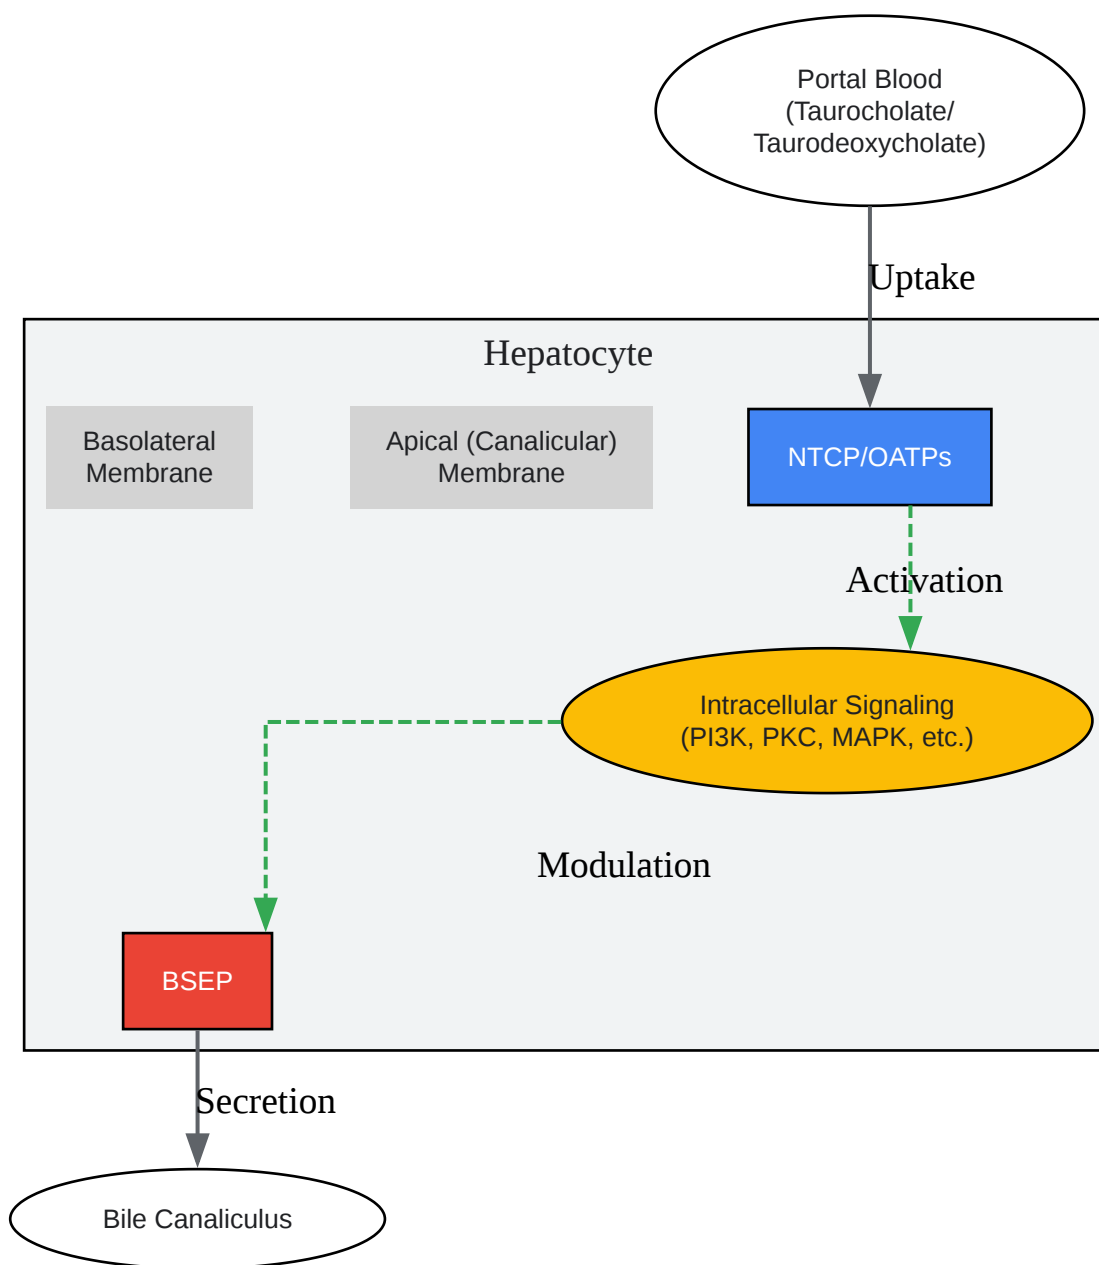 Portal Blood
(Taurocholate/
Taurodeoxycholate)
Uptake
Hepatocyte
Basolateral
Membrane
Apical (Canalicular)
Membrane
NTCP/OATPs
Activation
Intracellular Signaling
(PI3K, PKC, MAPK, etc.)
Modulation
BSEP
Secretion
Bile Canaliculus